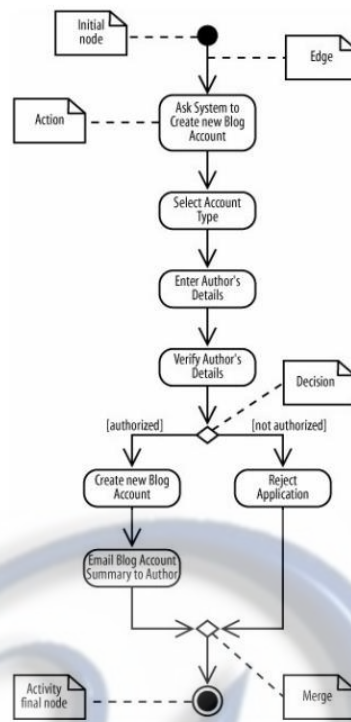 Initial
node
Edge
Ask System to
Create new Blog
Account
Action
Select Account
Type
Enter Author's
Details
Verify Author's
Details
Decision
[authorized]
[not authorized]
Create new Blog
Account
Reject
Application
Email Blog Account
Summary to Author
Activity
final node
Merge